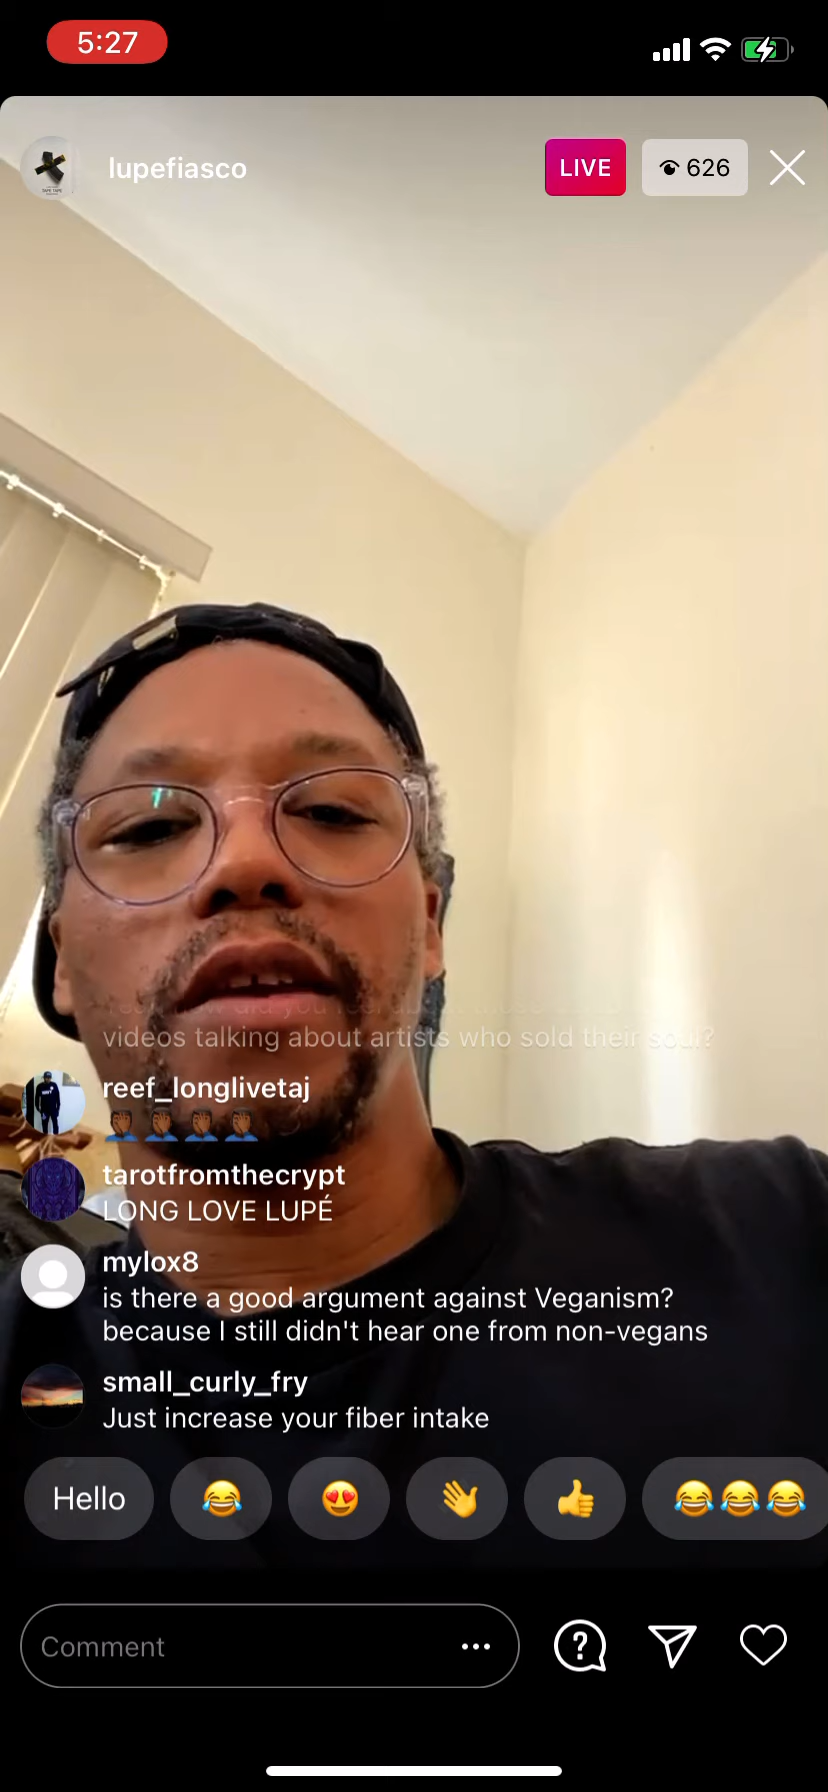 5:27
lupefiasco
LIVE
626
videos talking about artists who sold their soul?
reef_longlivetaj
🤦🏾‍♂️🤦🏾‍♂️🤦🏾‍♂️🤦🏾‍♂️
tarotfromthecrypt
LONG LOVE LUPÉ
mylox8
is there a good argument against Veganism?
because I still didn't hear one from non-vegans
small_curly_fry
Just increase your fiber intake
Hello 😂 😍 👋 👍 😂😂😂
Comment